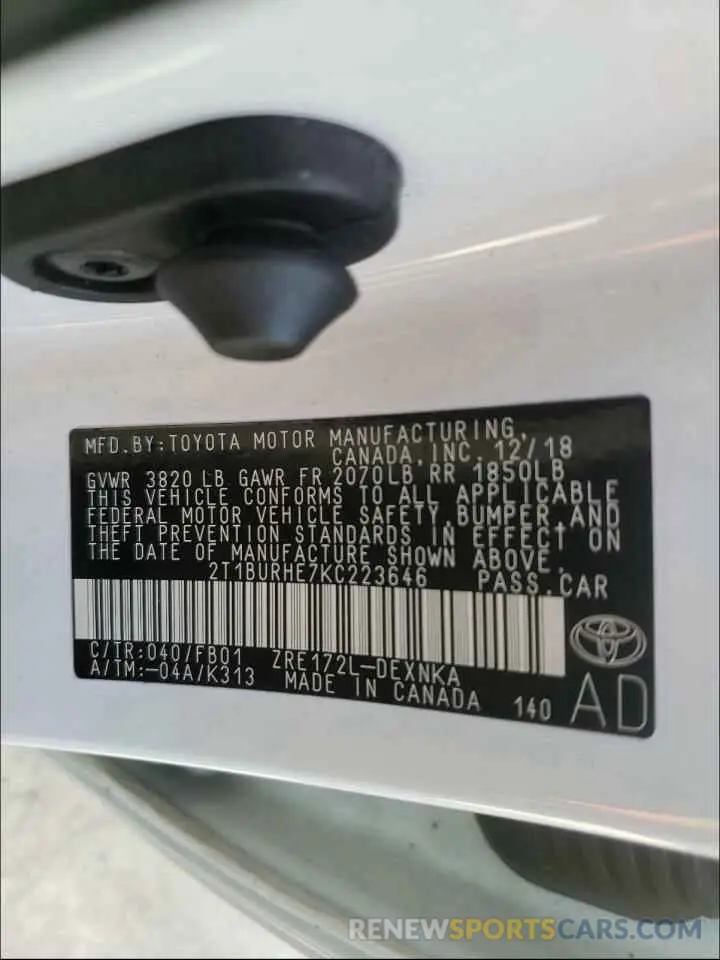 MFD.BY:TOYOTA MOTOR MANUFACTURING,
CANADA,INC. 12/18
GVWR 3820 LB GAWR FR 2070LB RR 1850LB
THIS VEHICLE CONFORMS TO ALL APPLICABLE
FEDERAL MOTOR VEHICLE SAFETY,BUMPER,AND
THEFT PREVENTION STANDARDS IN EFFECT ON
THE DATE OF MANUFACTURE SHOWN ABOVE.
2T1BURHE7KC223646 PASS.CAR
C/TR:040/FB01 ZRE172L-DEXNKA
A/TM:-04A/K313 MADE IN CANADA 140 AD
RENEWSPORTSCARS.COM